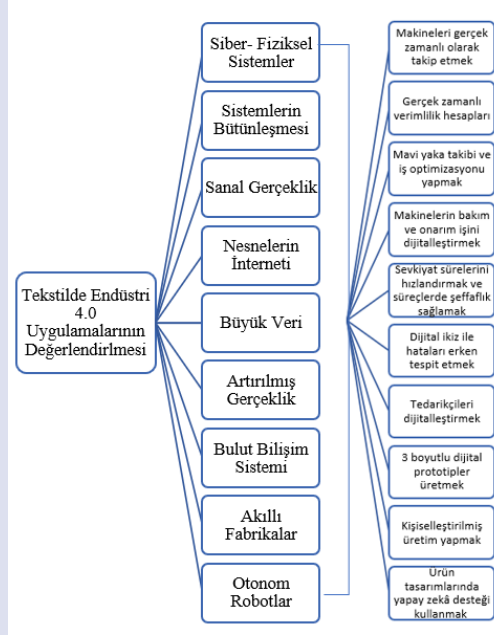 Tekstilde Endüstri
4.0
Uygulamalarının
Değerlendirlmesi
Siber- Fiziksel
Sistemler
Sistemlerin
Bütünleşmesi
Sanal Gerçeklik
Nesnelerin
İnterneti
Büyük Veri
Artırılmış
Gerçeklik
Bulut Bilişim
Sistemi
Akıllı
Fabrikalar
Otonom
Robotlar
Makineleri gerçek
zamanlı olarak
takip etmek
Gerçek zamanlı
verimlilik hesapları
Mavi yaka takibi ve
iş optimizasyonu
yapmak
Makinelerin bakım
ve onarım işini
dijitalleştirmek
Sevkiyat sürelerini
hızlandırmak ve
süreçlerde şeffaflık
sağlamak
Dijital ikiz ile
hataları erken
tespit etmek
Tedarikçileri
dijitalleştirmek
3 boyutlu dijital
prototipler
üretmek
Kişiselleştirilmiş
üretim yapmak
Ürün
tasarımlarında
yapay zekâ desteği
kullanmak